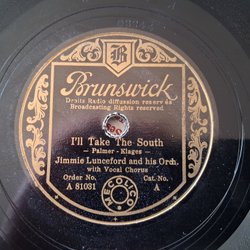 B
Brunswick
Droits Radio diffusion reservés
Broadcasting Rights reserved
I'll Take The South
- Palmer - Klages -
Jimmie Lunceford and his Orch.
with Vocal Chorus
Order No. Cat. No.
A 81031 A
MECOLICO